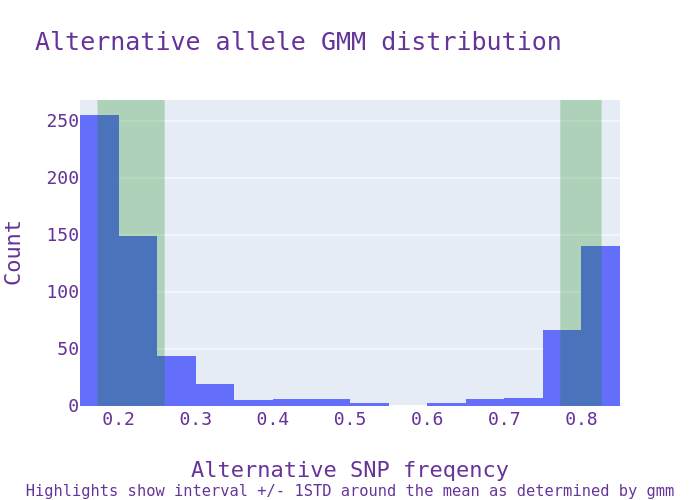 Alternative allele GMM distribution
250
200
150
100
50
0
Count
0.2 0.3 0.4 0.5 0.6 0.7 0.8
Alternative SNP freqency
Highlights show interval +/- 1STD around the mean as determined by gmm